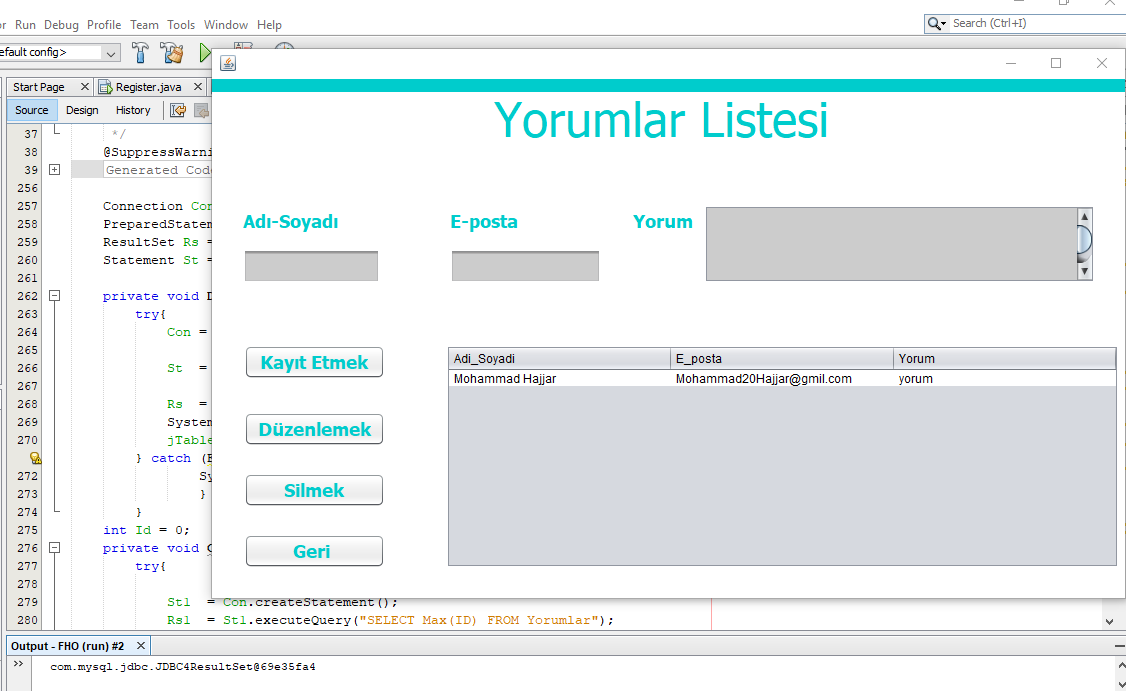 Run Debug Profile Team Tools Window Help
Search (Ctrl+I)
efault config>
Start Page
Register.java
Source Design History
Yorumlar Listesi
Adı-Soyadı
E-posta
Yorum
Kayıt Etmek
Düzenlemek
Silmek
Geri
Adi_Soyadi E_posta Yorum
Mohammad Hajjar Mohammad20Hajjar@gmil.com yorum
37 */
38 @SuppressWarni
39 Generated Code
256
257 Connection Con
258 PreparedStatem
259 ResultSet Rs =
260 Statement St =
261
262 private void D
263 try{
264 Con =
265
266 St =
267
268 Rs =
269 System
270 jTable
} catch (E
272 Sy
273 }
274 }
275 int Id = 0;
276 private void C
277 try{
278
279 St1 = Con.createStatement();
280 Rs1 = St1.executeQuery("SELECT Max(ID) FROM Yorumlar");
Output - FHO (run) #2
com.mysql.jdbc.JDBC4ResultSet@69e35fa4